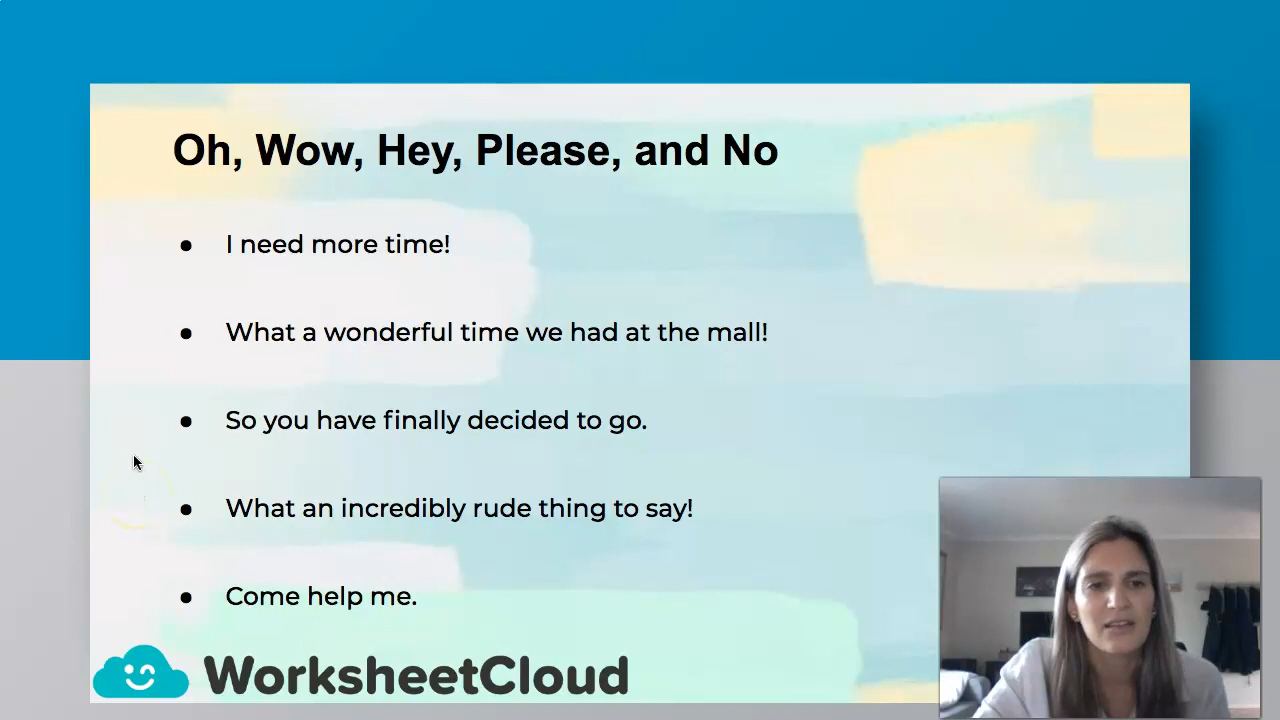 Oh, Wow, Hey, Please, and No
● I need more time!
● What a wonderful time we had at the mall!
● So you have finally decided to go.
● What an incredibly rude thing to say!
● Come help me.
WorksheetCloud